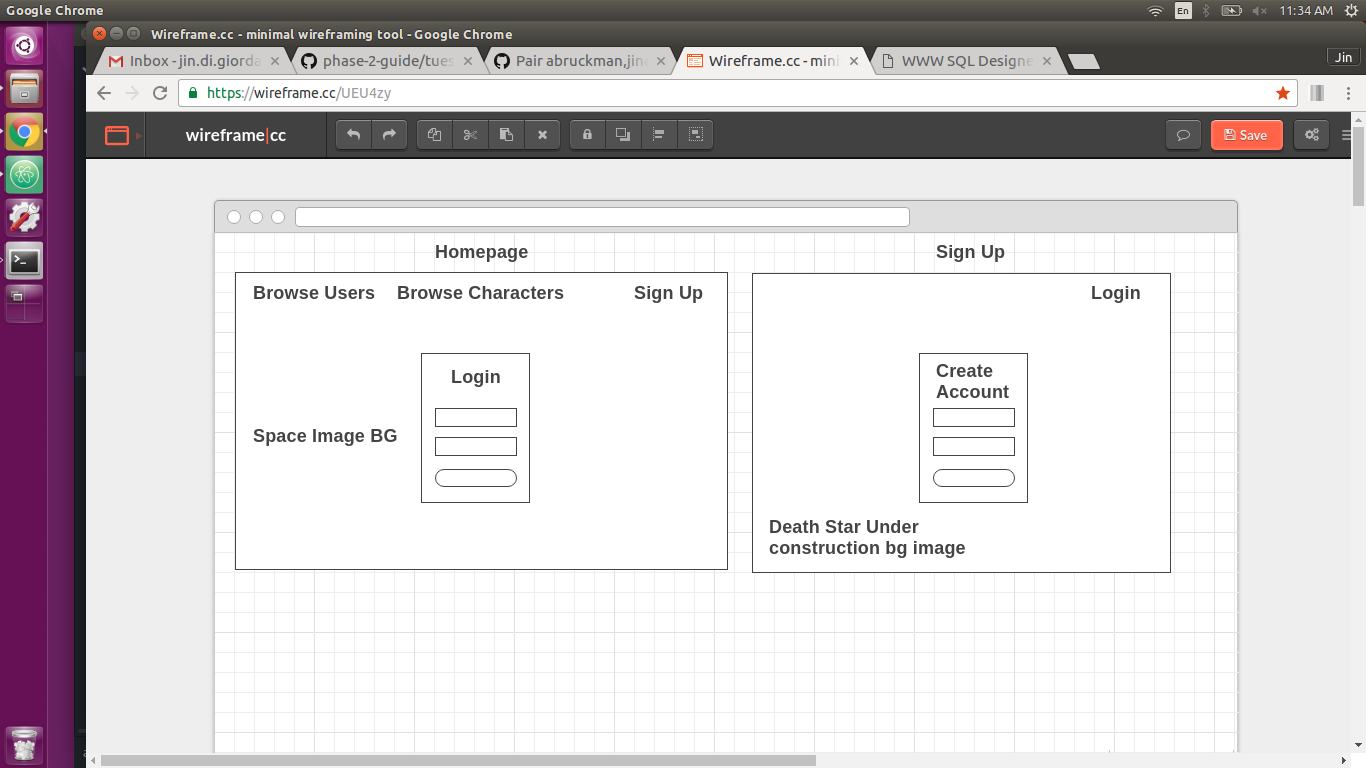 Google Chrome
En
11:34 AM
Wireframe.cc - minimal wireframing tool - Google Chrome
Inbox - jin.di.giorda
phase-2-guide/tues
Pair abruckman,jin
Wireframe.cc - mini
WWW SQL Designe
Jin
https://wireframe.cc/UEU4zy
wireframe|cc
Save
Homepage
Sign Up
Browse Users
Browse Characters
Sign Up
Login
Login
Create
Account
Space Image BG
Death Star Under
construction bg image